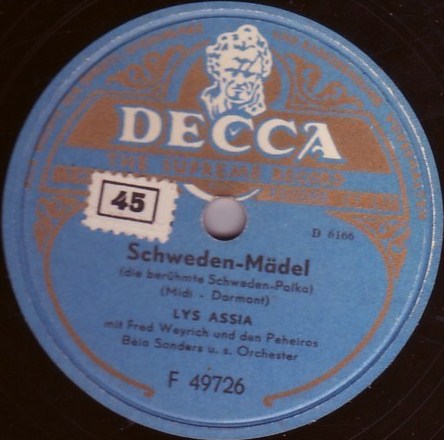 DECCA
45
D 6166
Schweden-Mädel
(die berühmte Schweden-Polka)
(Midi - Dormont)
LYS ASSIA
mit Fred Weyrich und den Peheiros
Béla Sanders u. s. Orchester
F 49726